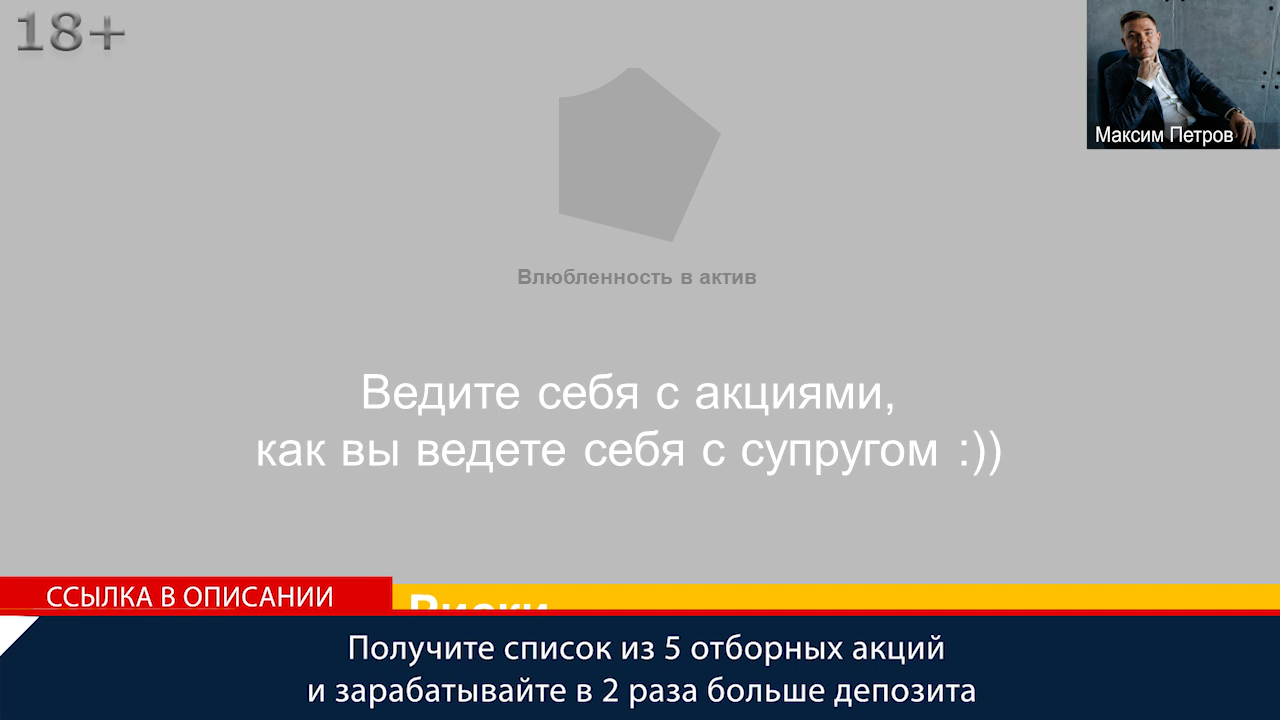 18+
Максим Петров
Влюбленность в актив
Ведите себя с акциями,
как вы ведете себя с супругом :))
ССЫЛКА В ОПИСАНИИ
Риски
Получите список из 5 отборных акций
и зарабатывайте в 2 раза больше депозита